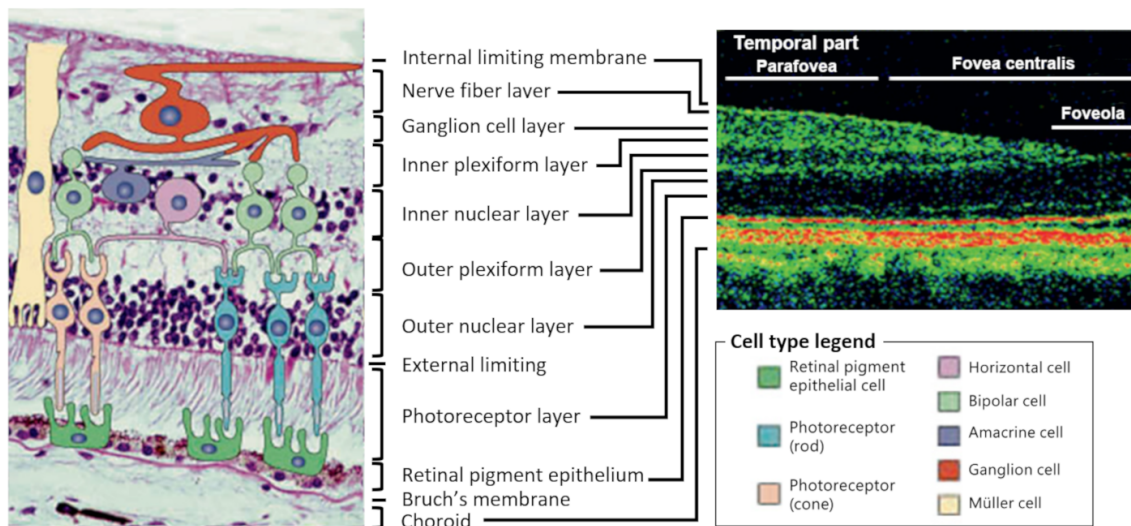 Internal limiting membrane
Nerve fiber layer
Ganglion cell layer
Inner plexiform layer
Inner nuclear layer
Outer plexiform layer
Outer nuclear layer
External limiting
Photoreceptor layer
Retinal pigment epithelium
Bruch's membrane
Choroid
Temporal part
Parafovea
Fovea centralis
Foveola
Cell type legend
Retinal pigment
epithelial cell
Photoreceptor
(rod)
Photoreceptor
(cone)
Horizontal cell
Bipolar cell
Amacrine cell
Ganglion cell
Müller cell